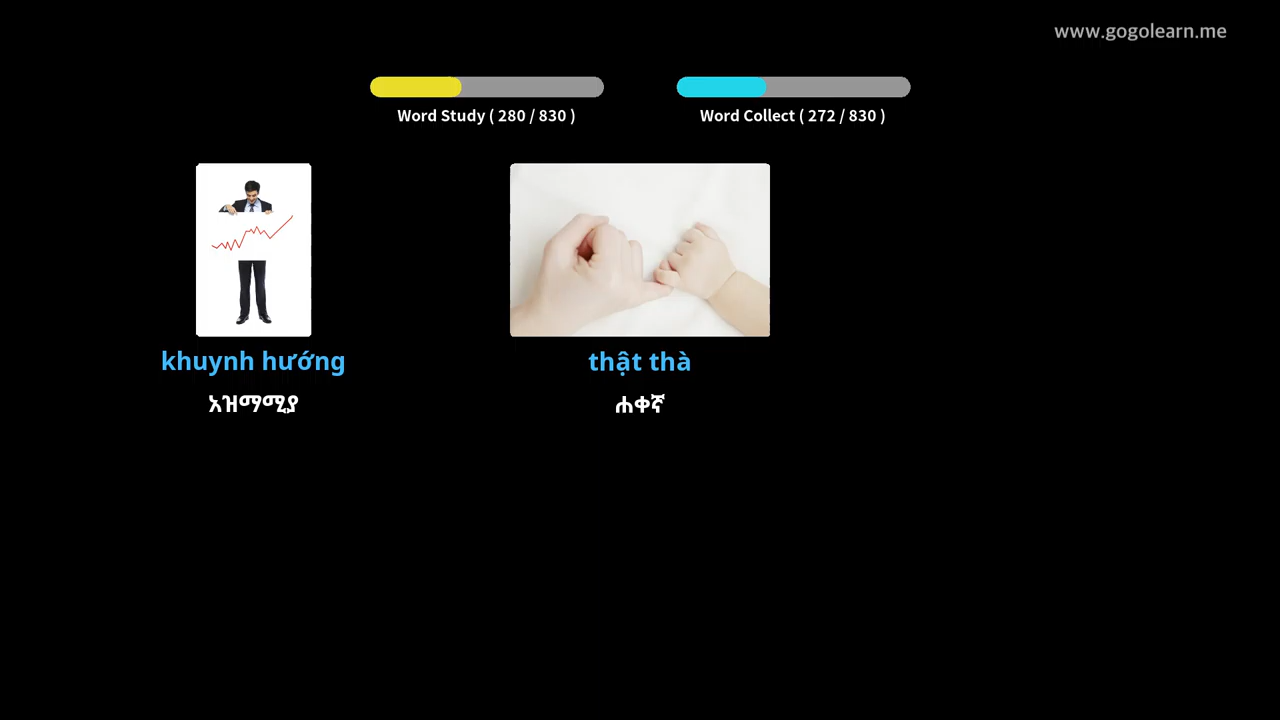 www.gogolearn.me
Word Study ( 280 / 830 )
Word Collect ( 272 / 830 )
khuynh hướng
thật thà
አዝማሚያ
ሐቀኛ